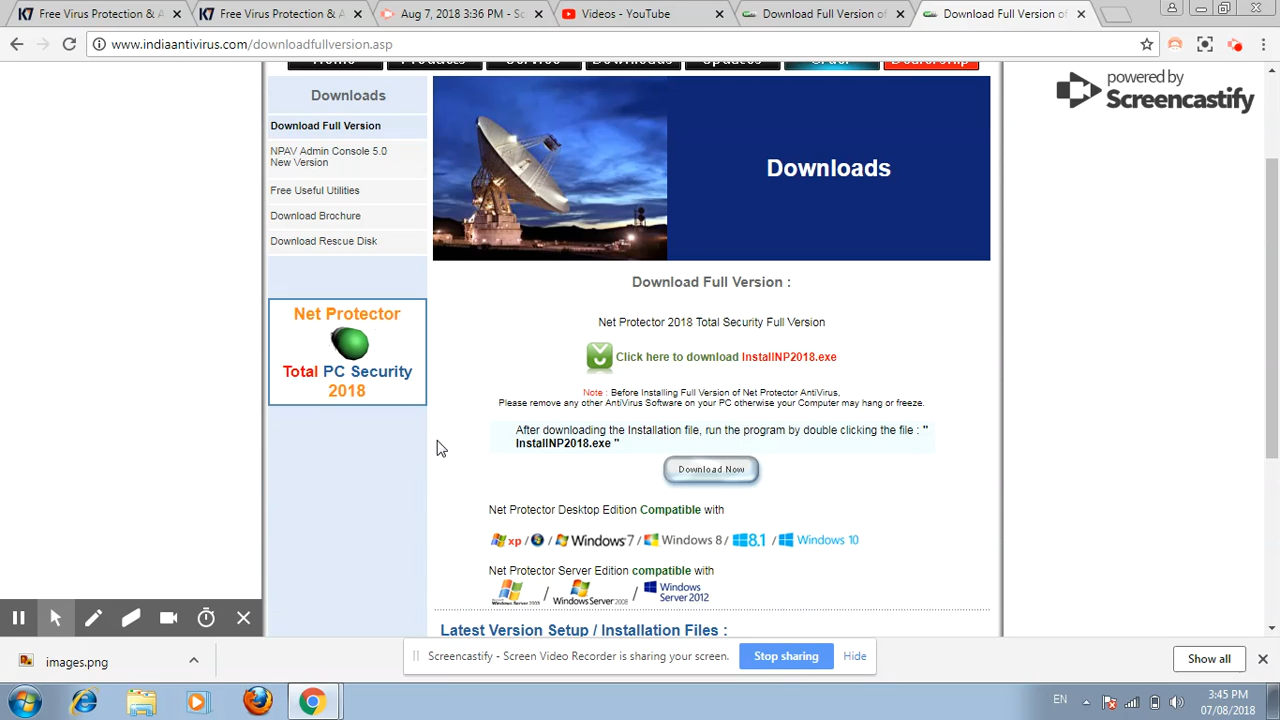 Free Virus Protection & A
Free Virus Protection & A
Aug 7, 2018 3:36 PM - Sc
Videos - YouTube
Download Full Version of
Download Full Version of
www.indiaantivirus.com/downloadfullversion.asp
powered by
Screencastify
Downloads
Download Full Version
NPAV Admin Console 5.0
New Version
Free Useful Utilities
Download Brochure
Download Rescue Disk
Net Protector
Total PC Security
2018
Downloads
Download Full Version :
Net Protector 2018 Total Security Full Version
Click here to download InstallNP2018.exe
Note : Before Installing Full Version of Net Protector AntiVirus,
Please remove any other AntiVirus Software on your PC otherwise your Computer may hang or freeze.
After downloading the Installation file, run the program by double clicking the file : "
InstallNP2018.exe "
Download Now
Net Protector Desktop Edition Compatible with
xp / / Windows 7 / Windows 8 / 8.1 / Windows 10
Net Protector Server Edition compatible with
Windows Server 2003 / Windows Server 2008 / Windows Server 2012
Latest Version Setup / Installation Files :
Screencastify - Screen Video Recorder is sharing your screen.
Stop sharing
Hide
images.png
Show all
EN
3:45 PM
07/08/2018